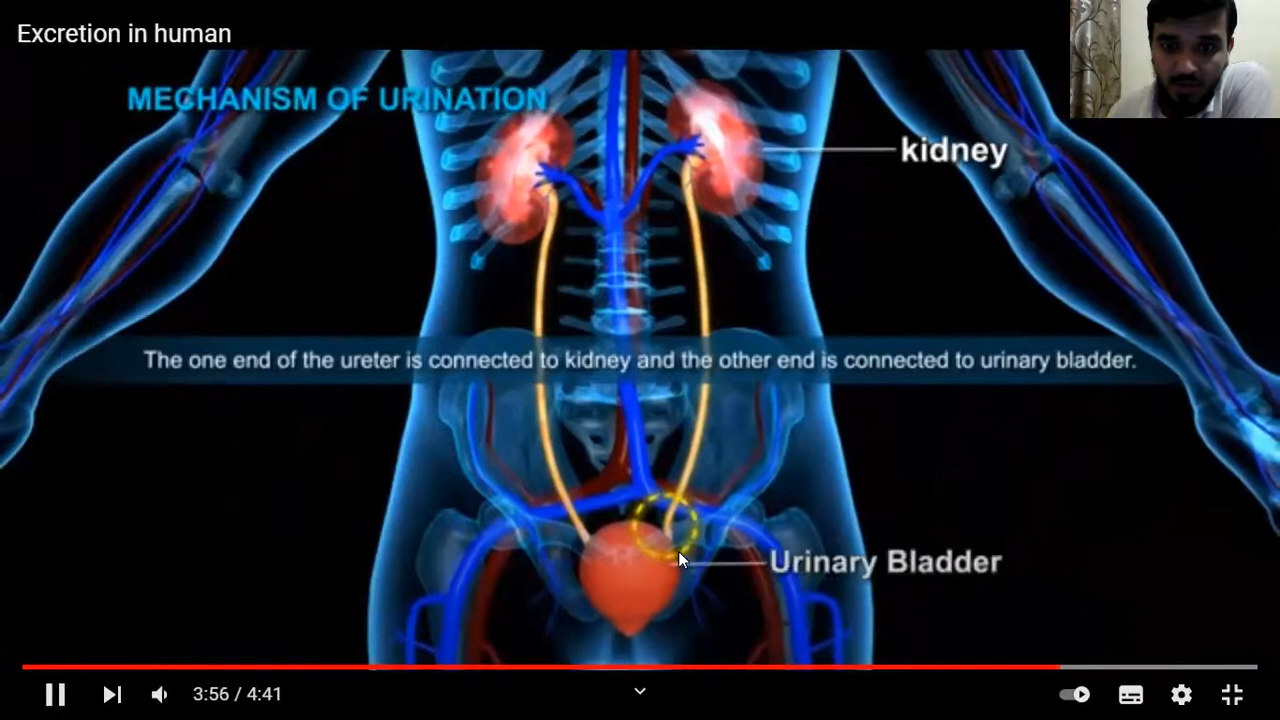 Excretion in human
MECHANISM OF URINATION
kidney
The one end of the ureter is connected to kidney and the other end is connected to urinary bladder.
Urinary Bladder
3:56 / 4:41